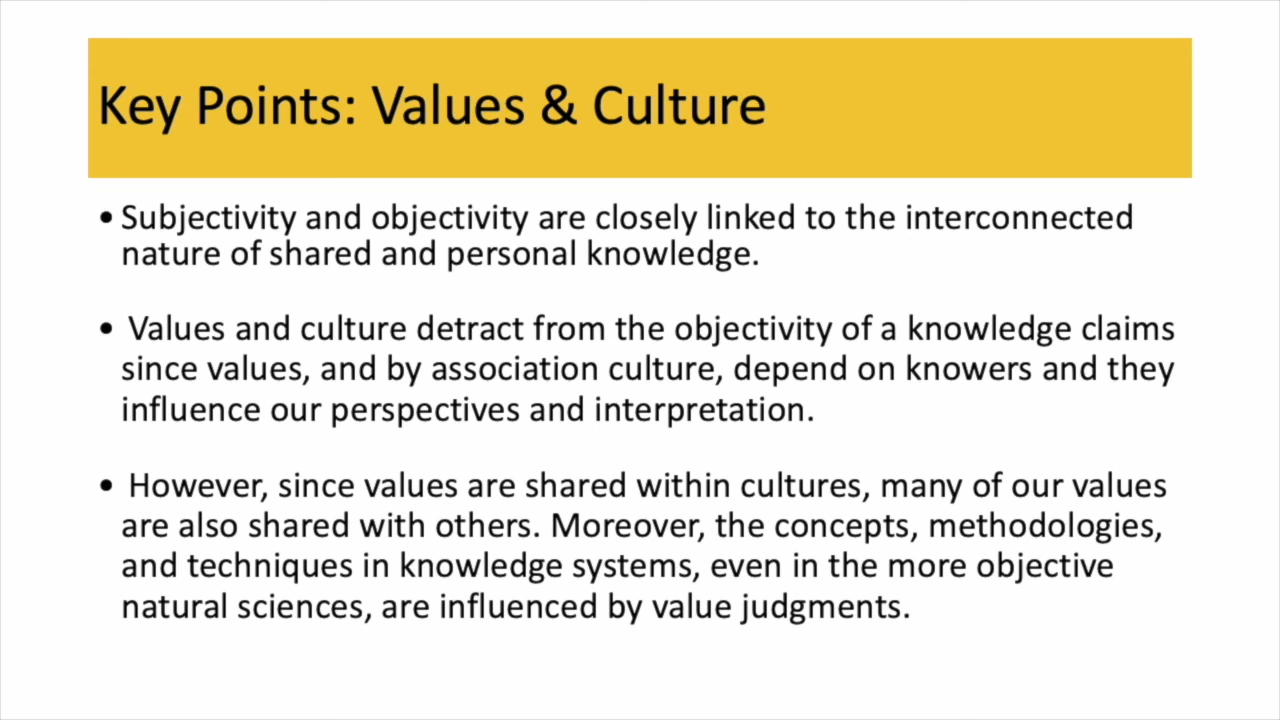 Key Points: Values & Culture
• Subjectivity and objectivity are closely linked to the interconnected
nature of shared and personal knowledge.
• Values and culture detract from the objectivity of a knowledge claims
since values, and by association culture, depend on knowers and they
influence our perspectives and interpretation.
• However, since values are shared within cultures, many of our values
are also shared with others. Moreover, the concepts, methodologies,
and techniques in knowledge systems, even in the more objective
natural sciences, are influenced by value judgments.